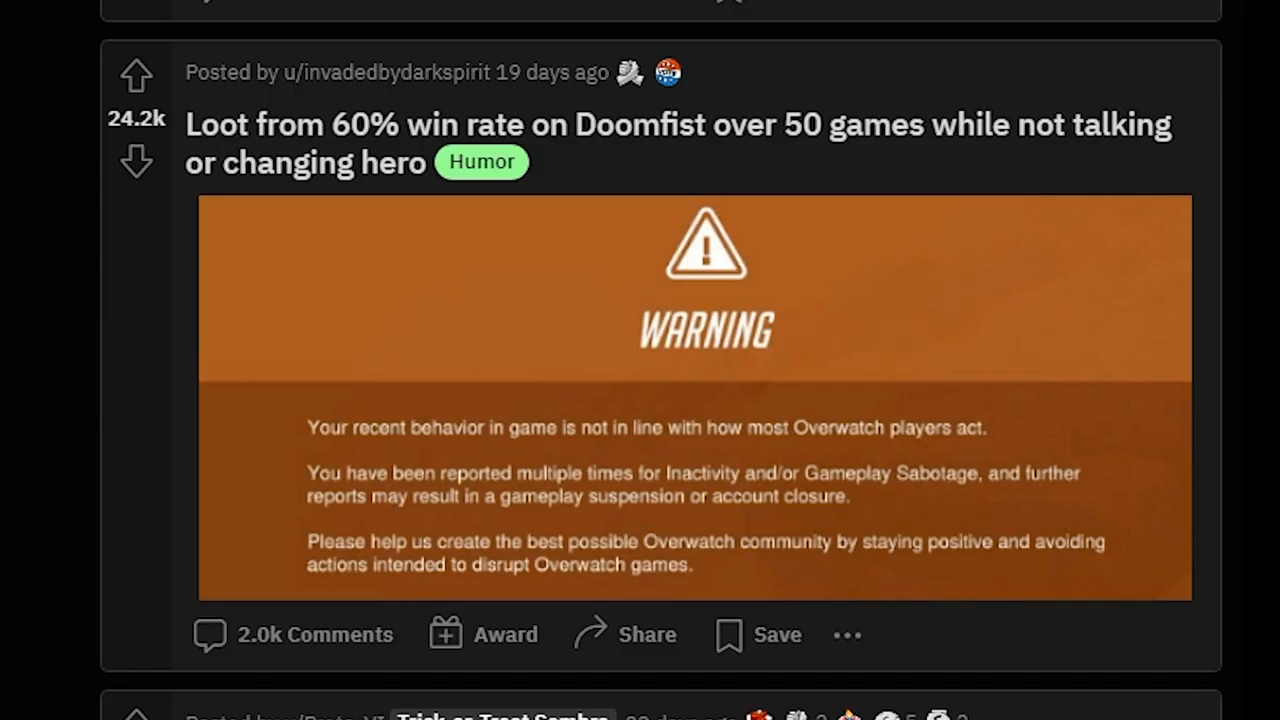 Posted by u/invadedbydarkspirit 19 days ago
24.2k
Loot from 60% win rate on Doomfist over 50 games while not talking
or changing hero Humor
WARNING
Your recent behavior in game is not in line with how most Overwatch players act.
You have been reported multiple times for Inactivity and/or Gameplay Sabotage, and further
reports may result in a gameplay suspension or account closure.
Please help us create the best possible Overwatch community by staying positive and avoiding
actions intended to disrupt Overwatch games.
2.0k Comments Award Share Save
Trick-or-Treat Sombra